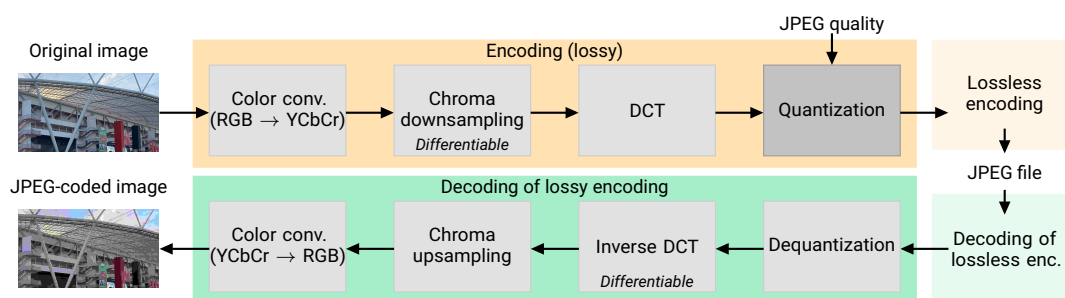 JPEG quality
Original image
Encoding (lossy)
Color conv.
(RGB → YCbCr)
Chroma
downsampling
Differentiable
DCT
Quantization
Lossless
encoding
JPEG file
JPEG-coded image
Decoding of lossy encoding
Color conv.
(YCbCr → RGB)
Chroma
upsampling
Inverse DCT
Differentiable
Dequantization
Decoding of
lossless enc.